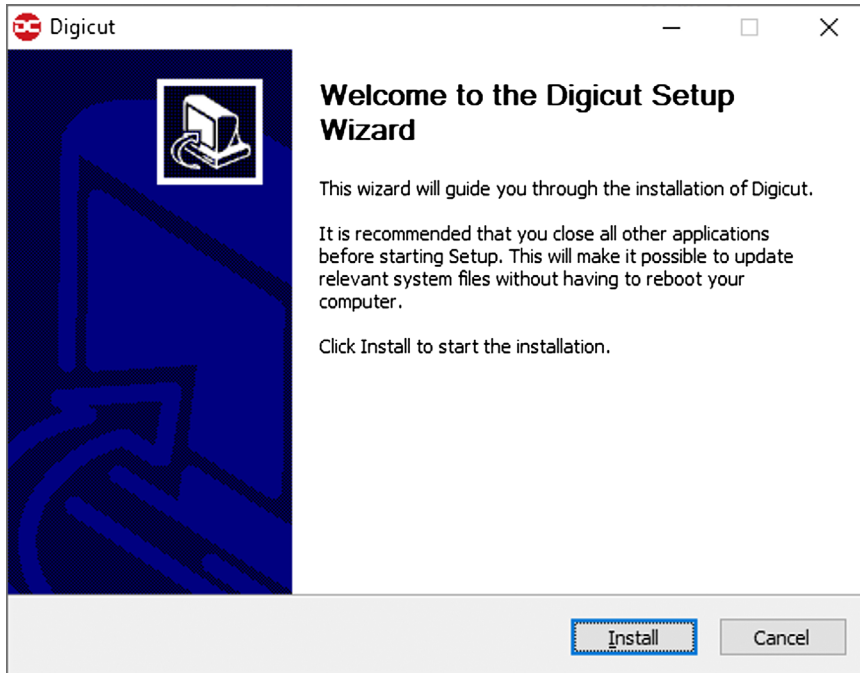 Digicut
Welcome to the Digicut Setup
Wizard
This wizard will guide you through the installation of Digicut.
It is recommended that you close all other applications
before starting Setup. This will make it possible to update
relevant system files without having to reboot your
computer.
Click Install to start the installation.
Install
Cancel